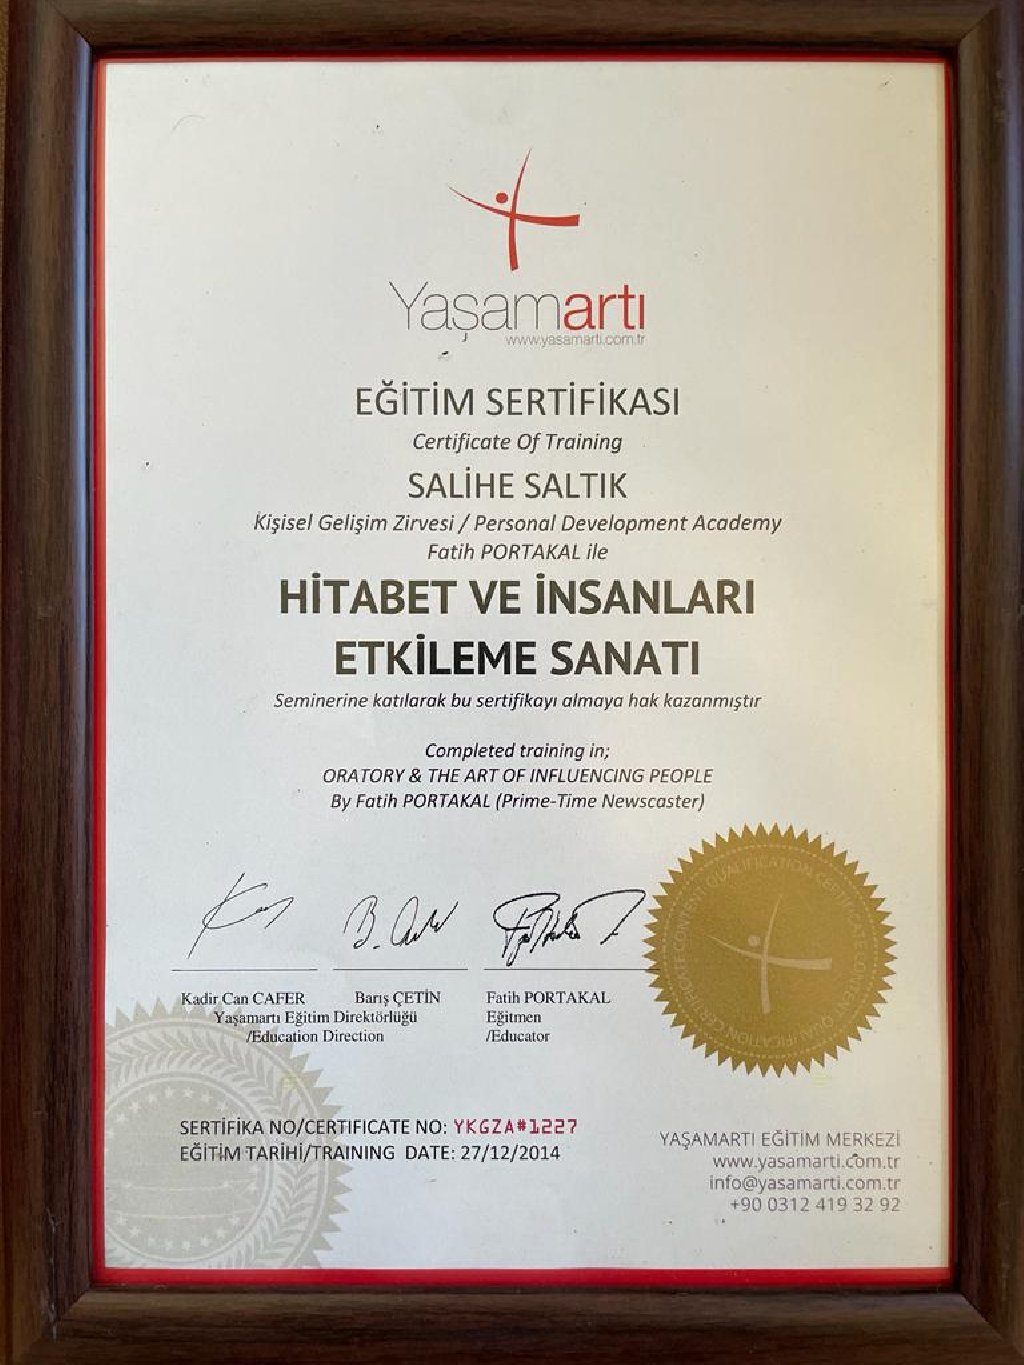 Yaşamartı
www.yasamarti.com.tr
EĞİTİM SERTİFİKASI
Certificate Of Training
SALİHE SALTIK
Kişisel Gelişim Zirvesi / Personal Development Academy
Fatih PORTAKAL ile
HİTABET VE İNSANLARI
ETKİLEME SANATI
Seminerine katılarak bu sertifikayı almaya hak kazanmıştır
Completed training in;
ORATORY & THE ART OF INFLUENCING PEOPLE
By Fatih PORTAKAL (Prime-Time Newscaster)
Kadir Can CAFER Barış ÇETİN Fatih PORTAKAL
Yaşamartı Eğitim Direktörlüğü Eğitmen
/Education Direction /Educator
SERTİFİKA NO/CERTIFICATE NO: YKGZA#1227
EĞİTİM TARİHİ/TRAINING DATE: 27/12/2014
YAŞAMARTI EĞİTİM MERKEZİ
www.yasamarti.com.tr
info@yasamarti.com.tr
+90 0312 419 32 92